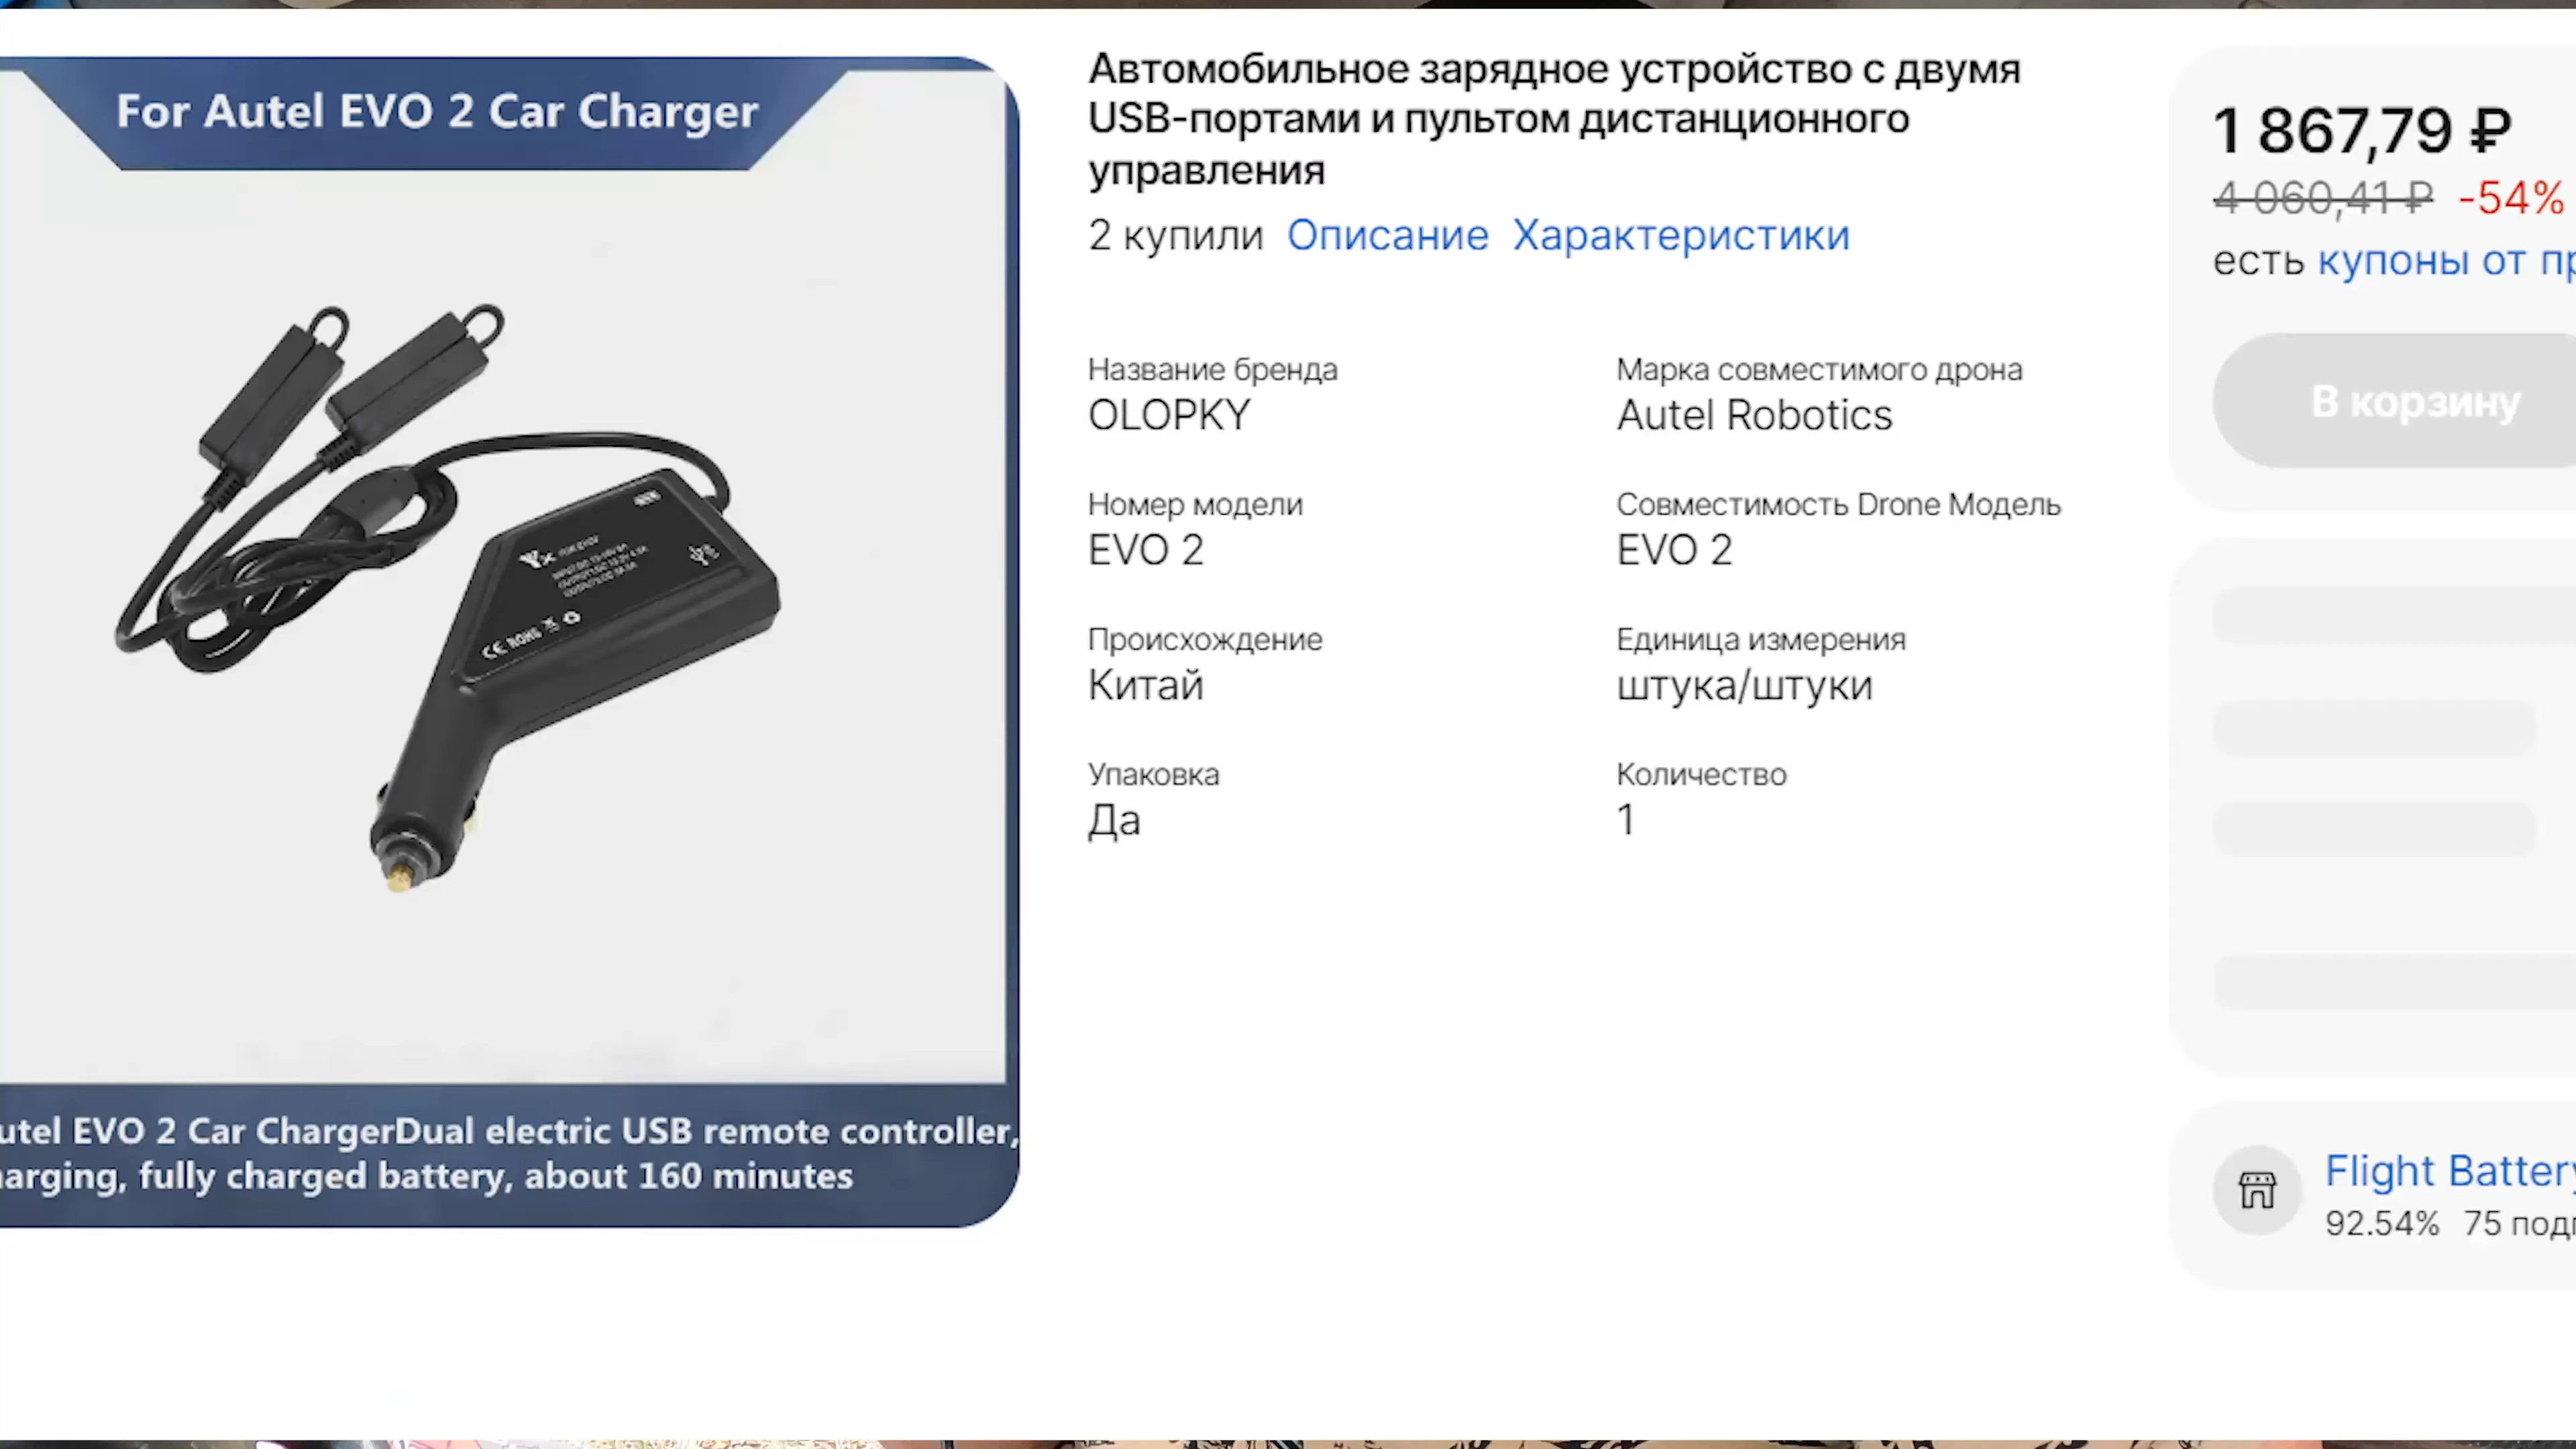 For Autel EVO 2 Car Charger
CE
utel EVO 2 Car ChargerDual electric USB remote controller,
harging, fully charged battery, about 160 minutes
Автомобильное зарядное устройство с двумя
USB-портами и пультом дистанционного
управления
2 купили Описание Характеристики
Название бренда
OLOPKY
Марка совместимого дрона
Autel Robotics
Номер модели
EVO 2
Совместимость Drone Модель
EVO 2
Происхождение
Китай
Единица измерения
штука/штуки
Упаковка
Да
Количество
1
1 867,79 ₽
4 060,41 ₽ -54%
есть купоны от пр
В корзину
Flight Battery
92.54% 75 под